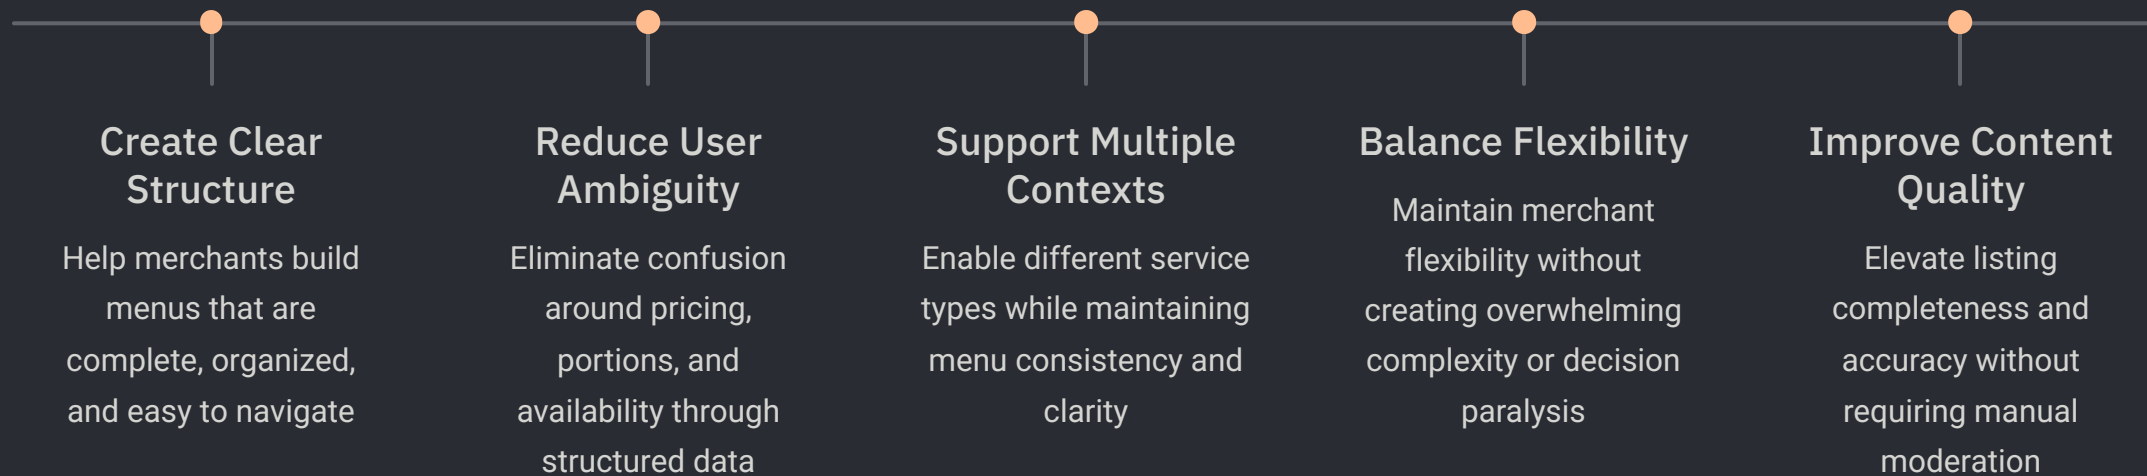 Create Clear
Structure
Help merchants build
menus that are
complete, organized,
and easy to navigate
Reduce User
Ambiguity
Eliminate confusion
around pricing,
portions, and
availability through
structured data
Support Multiple
Contexts
Enable different service
types while maintaining
menu consistency and
clarity
Balance Flexibility
Maintain merchant
flexibility without
creating overwhelming
complexity or decision
paralysis
Improve Content
Quality
Elevate listing
completeness and
accuracy without
requiring manual
moderation